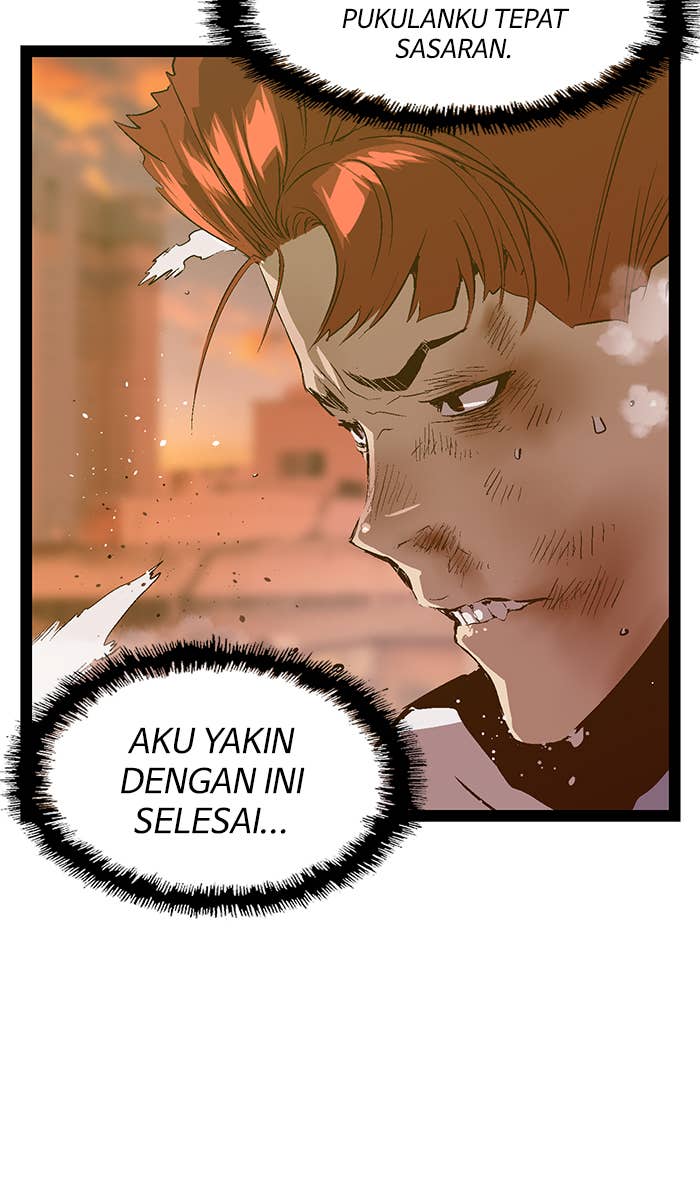 PUKULANKU TEPAT
SASARAN.
AKU YAKIN
DENGAN INI
SELESAI...